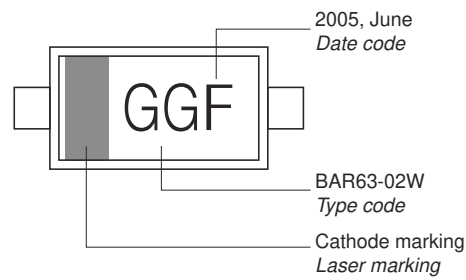 2005, June
Date code
GGF
BAR63-02W
Type code
Cathode marking
Laser marking